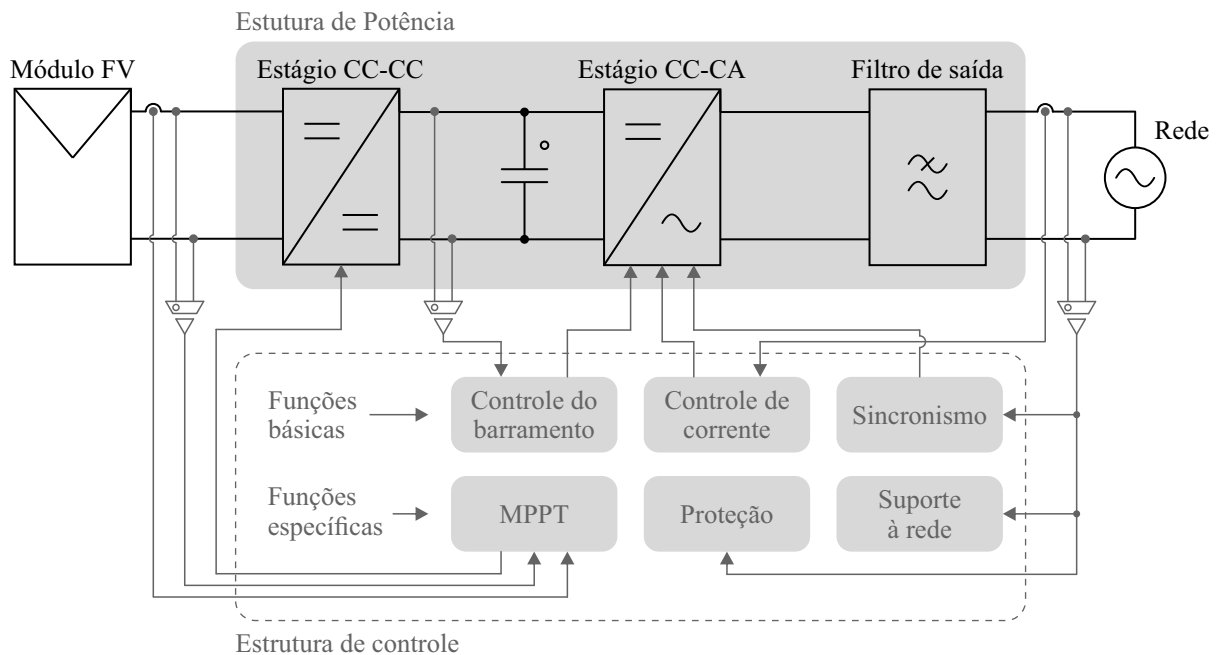 Estutura de Potência
Módulo FV
Estágio CC-CC
Estágio CC-CA
Filtro de saída
Rede
Funções
básicas
Controle do
barramento
Controle de
corrente
Sincronismo
Funções
específicas
MPPT
Proteção
Suporte
à rede
Estrutura de controle